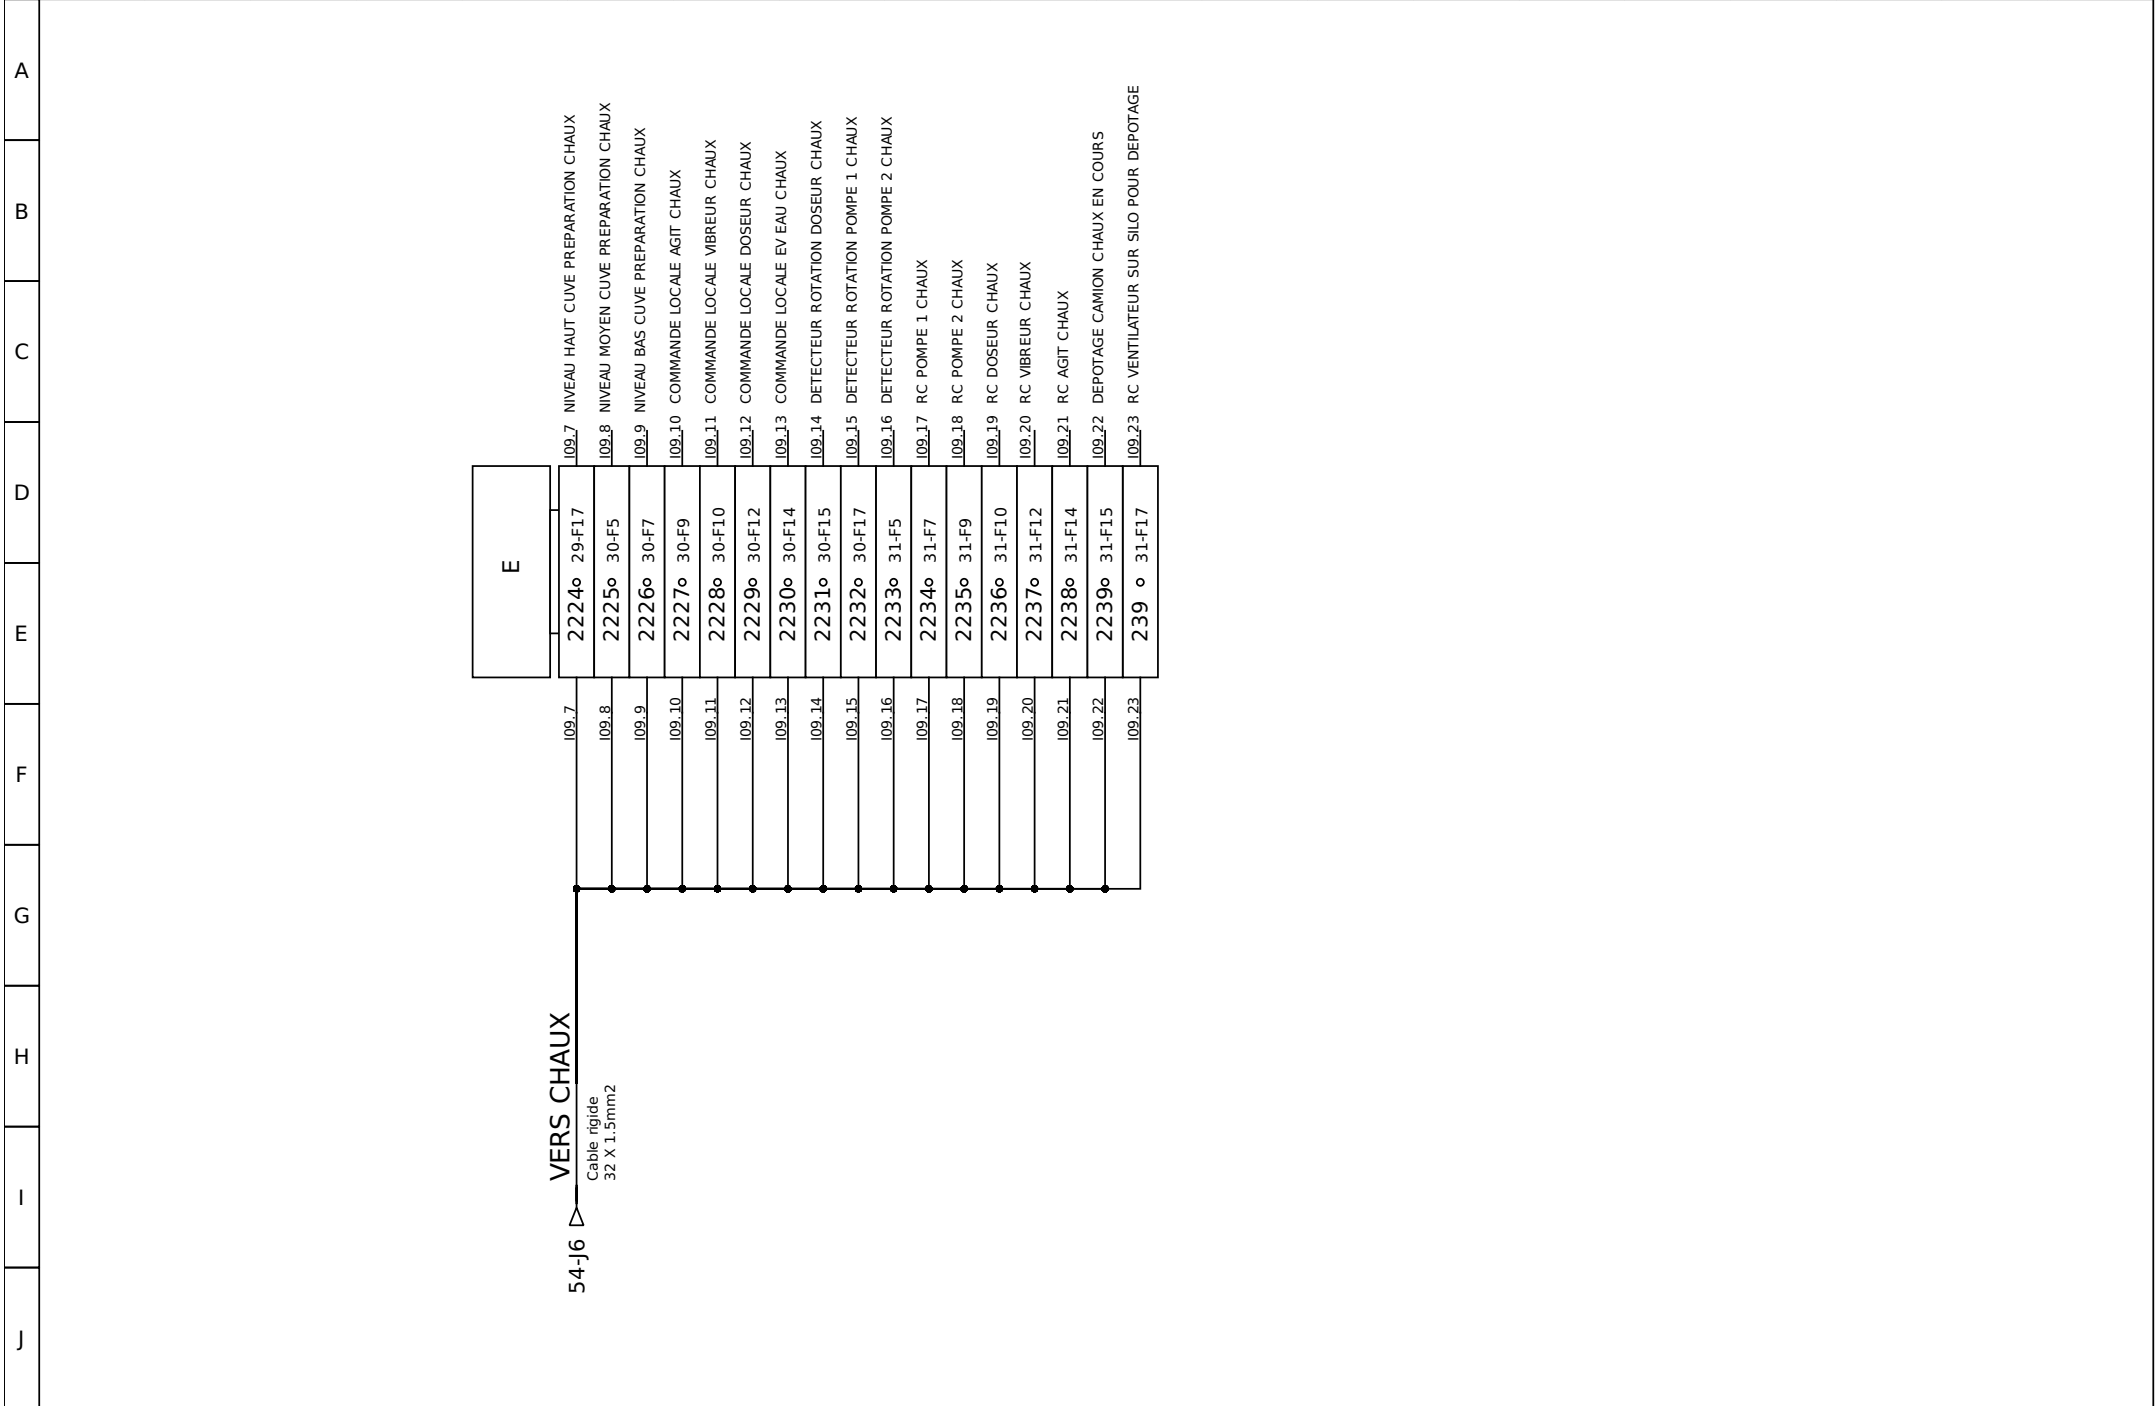 A
B
C
D
E
F
G
H
I
J
I09.7 NIVEAU HAUT CUVE PREPARATION CHAUX
I09.8 NIVEAU MOYEN CUVE PREPARATION CHAUX
I09.9 NIVEAU BAS CUVE PREPARATION CHAUX
I09.10 COMMANDE LOCALE AGIT CHAUX
I09.11 COMMANDE LOCALE VIBREUR CHAUX
I09.12 COMMANDE LOCALE DOSEUR CHAUX
I09.13 COMMANDE LOCALE EV EAU CHAUX
I09.14 DETECTEUR ROTATION DOSEUR CHAUX
I09.15 DETECTEUR ROTATION POMPE 1 CHAUX
I09.16 DETECTEUR ROTATION POMPE 2 CHAUX
I09.17 RC POMPE 1 CHAUX
I09.18 RC POMPE 2 CHAUX
I09.19 RC DOSEUR CHAUX
I09.20 RC VIBREUR CHAUX
I09.21 RC AGIT CHAUX
I09.22 DEPOTAGE CAMION CHAUX EN COURS
I09.23 RC VENTILATEUR SUR SILO POUR DEPOTAGE
E
2224 29-F17
2225 30-F5
2226 30-F7
2227 30-F9
2228 30-F10
2229 30-F12
2230 30-F14
2231 30-F15
2232 30-F17
2233 31-F5
2234 31-F7
2235 31-F9
2236 31-F10
2237 31-F12
2238 31-F14
2239 31-F15
239 31-F17
I09.7
I09.8
I09.9
I09.10
I09.11
I09.12
I09.13
I09.14
I09.15
I09.16
I09.17
I09.18
I09.19
I09.20
I09.21
I09.22
I09.23
VERS CHAUX
Cable rigide
32 X 1.5mm2
54-J6